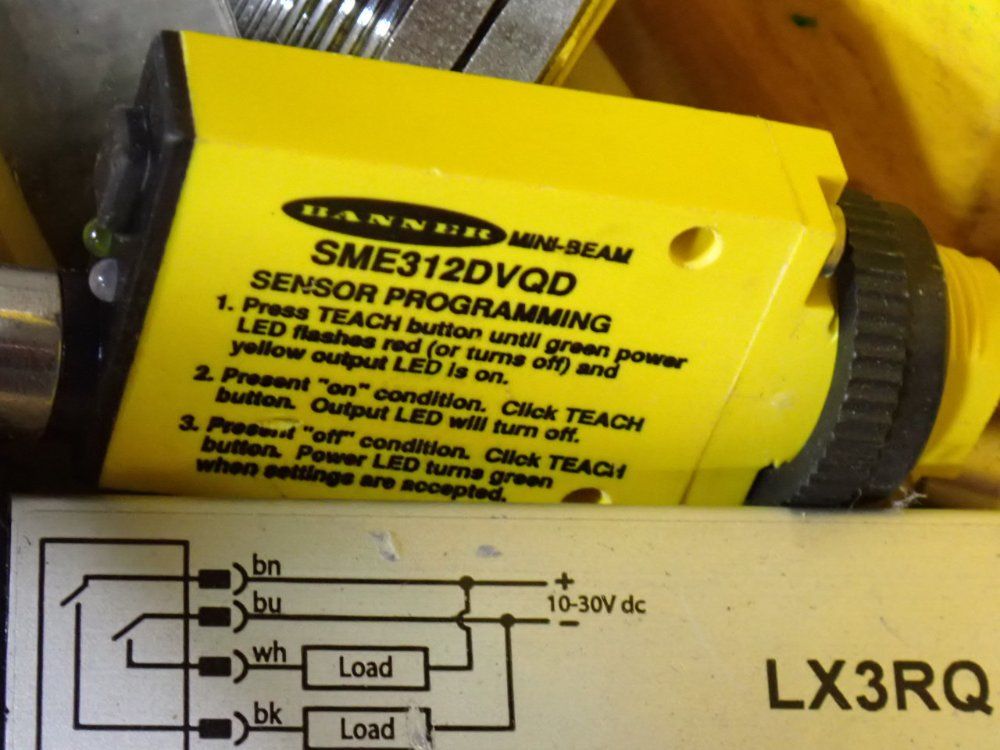 BANNER MINI-BEAM
SME312DVQD
SENSOR PROGRAMMING
1. Press TEACH button until green power
LED flashes red (or turns off) and
yellow output LED is on.
2. Present "on" condition. Click TEACH
button. Output LED will turn off.
3. Present "off" condition. Click TEACH
button. Power LED turns green
when settings are accepted.
bn
+
bu
10-30V dc
–
wh
Load
LX3RQ
bk
Load